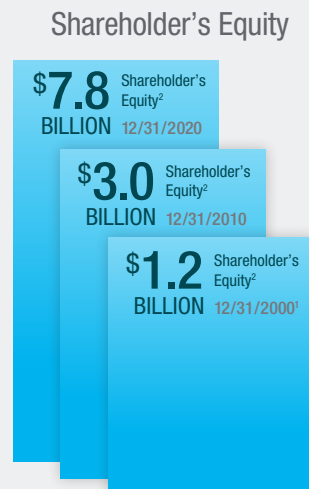 Shareholder’s Equity
$7.8 Shareholder’s
Equity²
BILLION 12/31/2020
$3.0 Shareholder’s
Equity²
BILLION 12/31/2010
$1.2 Shareholder’s
Equity²
BILLION 12/31/2000¹